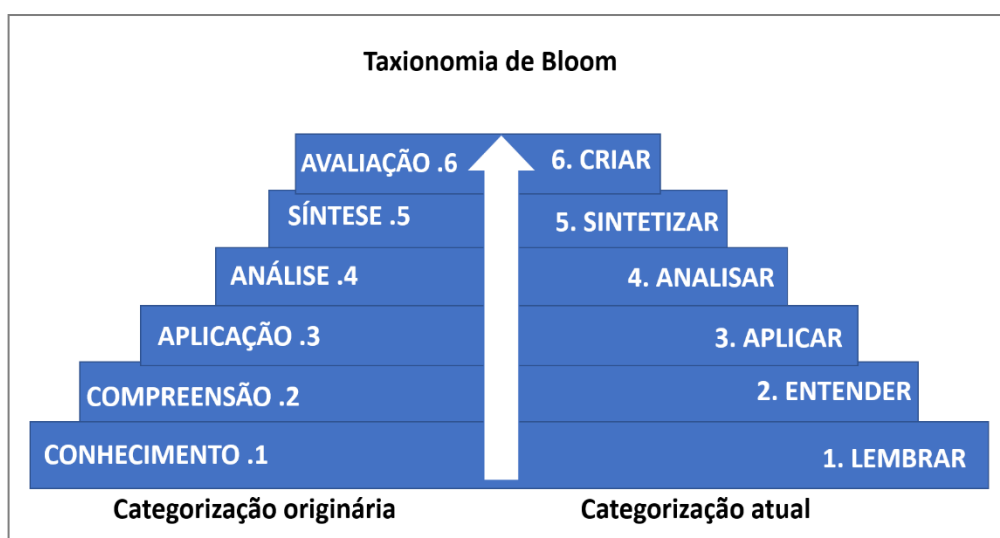 Taxionomia de Bloom
AVALIAÇÃO .6
6. CRIAR
SÍNTESE .5
5. SINTETIZAR
ANÁLISE .4
4. ANALISAR
APLICAÇÃO .3
3. APLICAR
COMPREENSÃO .2
2. ENTENDER
CONHECIMENTO .1
1. LEMBRAR
Categorização originária
Categorização atual